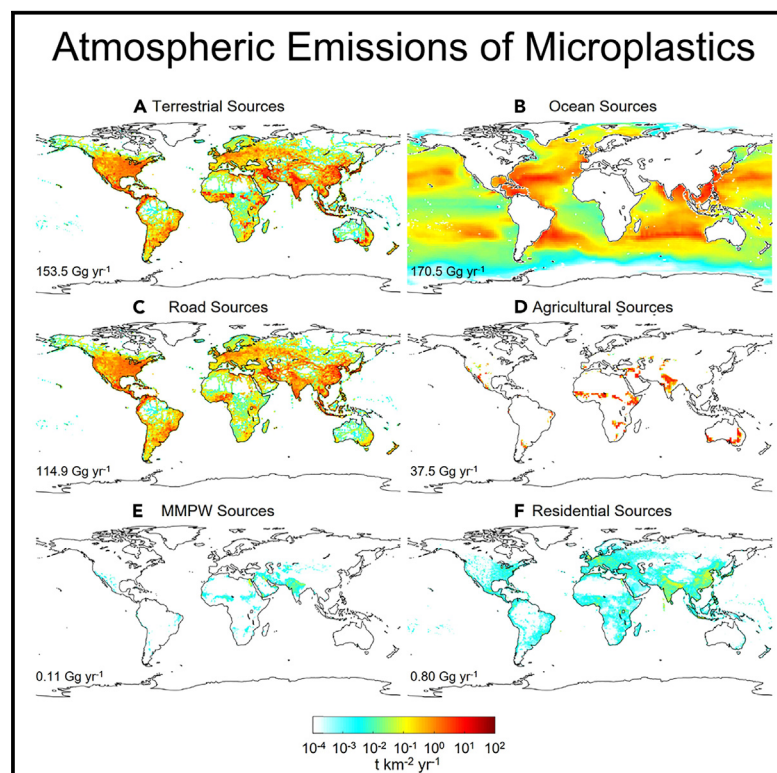 Atmospheric Emissions of Microplastics
A Terrestrial Sources
B Ocean Sources
153.5 Gg yr⁻¹
170.5 Gg yr⁻¹
C Road Sources
D Agricultural Sources
114.9 Gg yr⁻¹
37.5 Gg yr⁻¹
E MMPW Sources
F Residential Sources
0.11 Gg yr⁻¹
0.80 Gg yr⁻¹
10⁻⁴ 10⁻³ 10⁻² 10⁻¹ 10⁰ 10¹ 10²
t km⁻² yr⁻¹